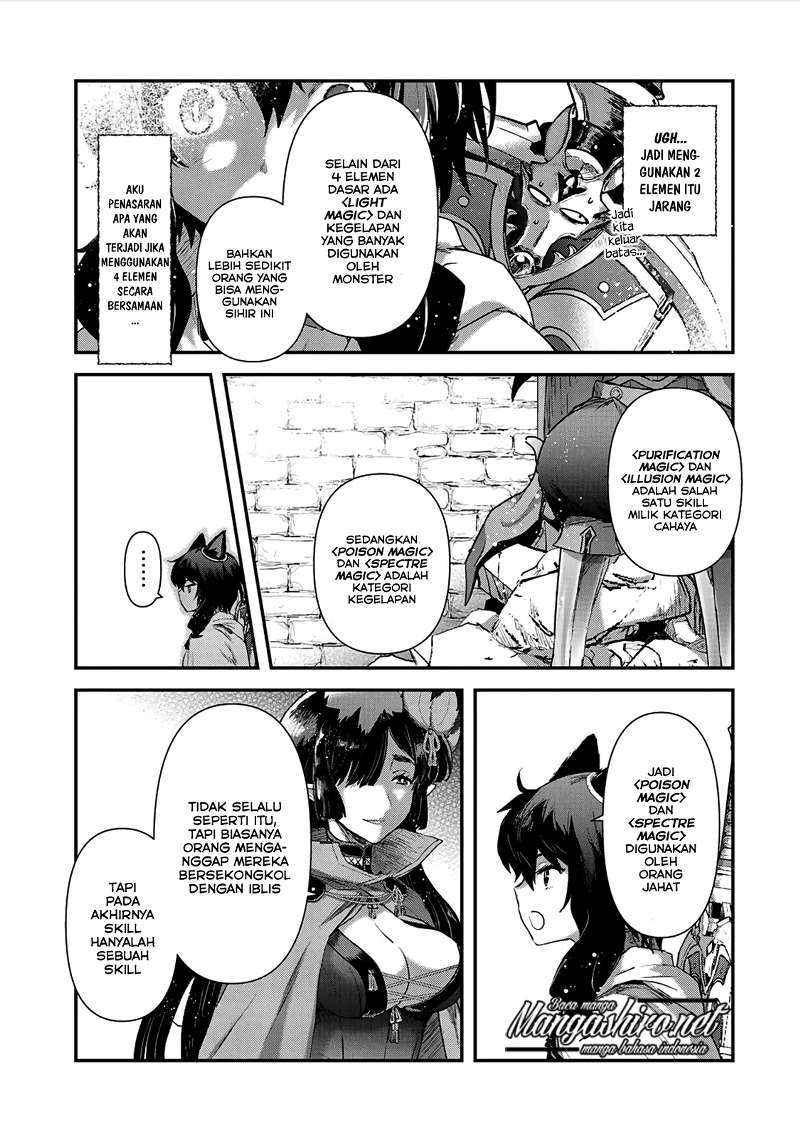 UGH...
JADI MENG-
GUNAKAN 2
ELEMEN ITU
JARANG
Jadi
kita
keluar
batas...
SELAIN DARI
4 ELEMEN
DASAR ADA
<LIGHT
MAGIC> DAN
KEGELAPAN
YANG BANYAK
DIGUNAKAN
OLEH
MONSTER
BAHKAN
LEBIH SEDIKIT
ORANG YANG
BISA MENG-
GUNAKAN
SIHIR INI
AKU
PENASARAN
APA YANG
AKAN
TERJADI JIKA
MENGGUNAKAN
4 ELEMEN
SECARA
BERSAMAAN
...
<PURIFICATION
MAGIC> DAN
<ILLUSION MAGIC>
ADALAH SALAH
SATU SKILL
MILIK KATEGORI
CAHAYA
SEDANGKAN
<POISON MAGIC>
DAN <SPECTRE
MAGIC> ADALAH
KATEGORI
KEGELAPAN
.....
JADI
<POISON
MAGIC>
DAN
<SPECTRE
MAGIC>
DIGUNAKAN
OLEH
ORANG
JAHAT
TIDAK SELALU
SEPERTI ITU,
TAPI BIASANYA
ORANG MENGA-
NGGAP MEREKA
BERSEKONGKOL
DENGAN IBLIS
TAPI
PADA
AKHIRNYA
SKILL
HANYALAH
SEBUAH
SKILL
Baca manga
Mangashiro.net
manga bahasa indonesia